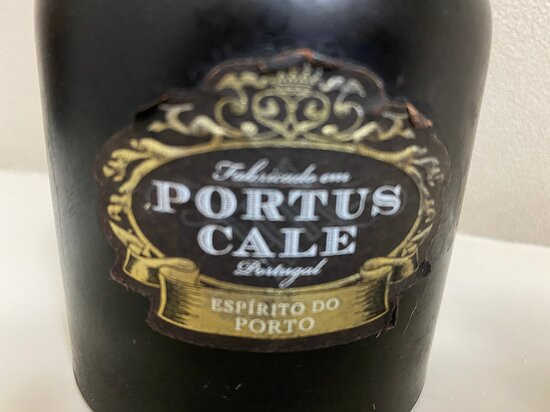 Fabricado em
PORTUS
CALE
Portugal
ESPÍRITO DO
PORTO